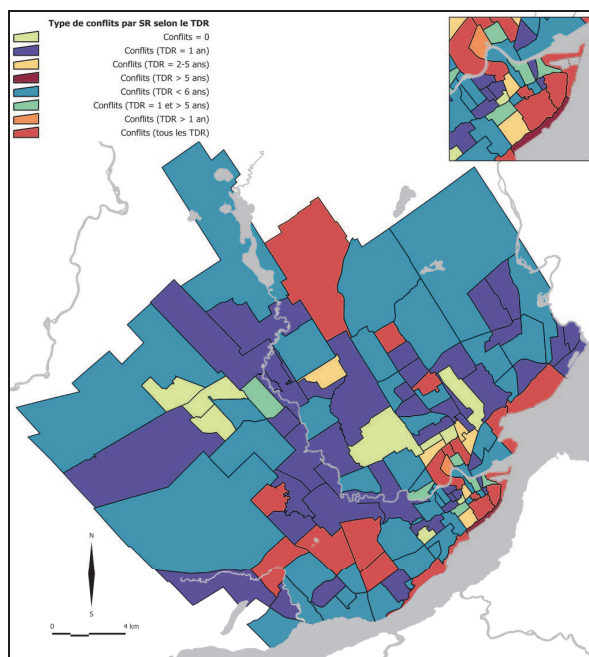 Type de conflits par SR selon le TDR
Conflits = 0
Conflits (TDR = 1 an)
Conflits (TDR = 2-5 ans)
Conflits (TDR > 5 ans)
Conflits (TDR < 6 ans)
Conflits (TDR = 1 et > 5 ans)
Conflits (TDR > 1 an)
Conflits (tous les TDR)
N
S
0 4 km